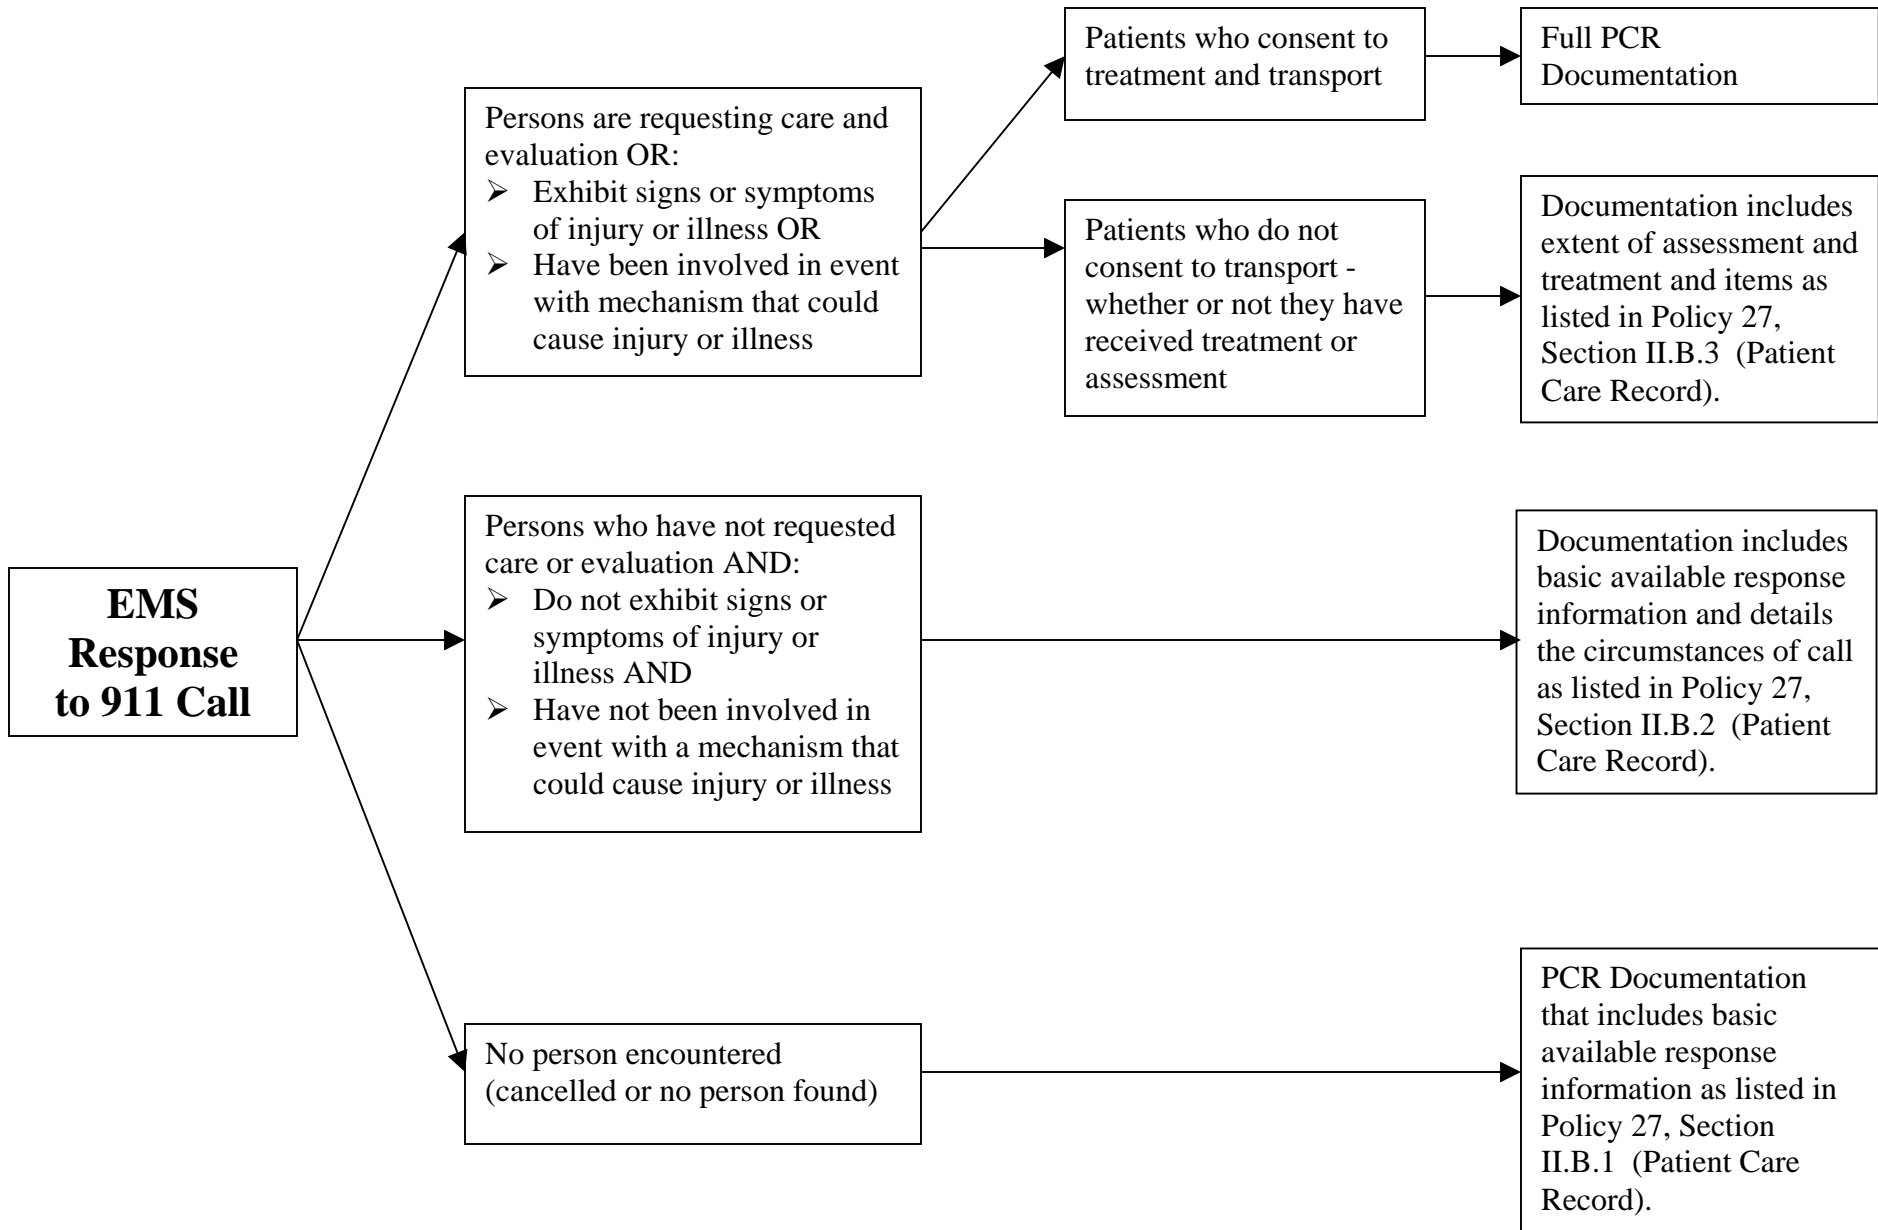 Patients who consent to
treatment and transport
Full PCR
Documentation
Persons are requesting care and
evaluation OR:
➢ Exhibit signs or symptoms
of injury or illness OR
➢ Have been involved in event
with mechanism that could
cause injury or illness
Patients who do not
consent to transport -
whether or not they have
received treatment or
assessment
Documentation includes
extent of assessment and
treatment and items as
listed in Policy 27,
Section II.B.3 (Patient
Care Record).
EMS
Response
to 911 Call
Persons who have not requested
care or evaluation AND:
➢ Do not exhibit signs or
symptoms of injury or
illness AND
➢ Have not been involved in
event with a mechanism that
could cause injury or illness
Documentation includes
basic available response
information and details
the circumstances of call
as listed in Policy 27,
Section II.B.2 (Patient
Care Record).
No person encountered
(cancelled or no person found)
PCR Documentation
that includes basic
available response
information as listed in
Policy 27, Section
II.B.1 (Patient Care
Record).